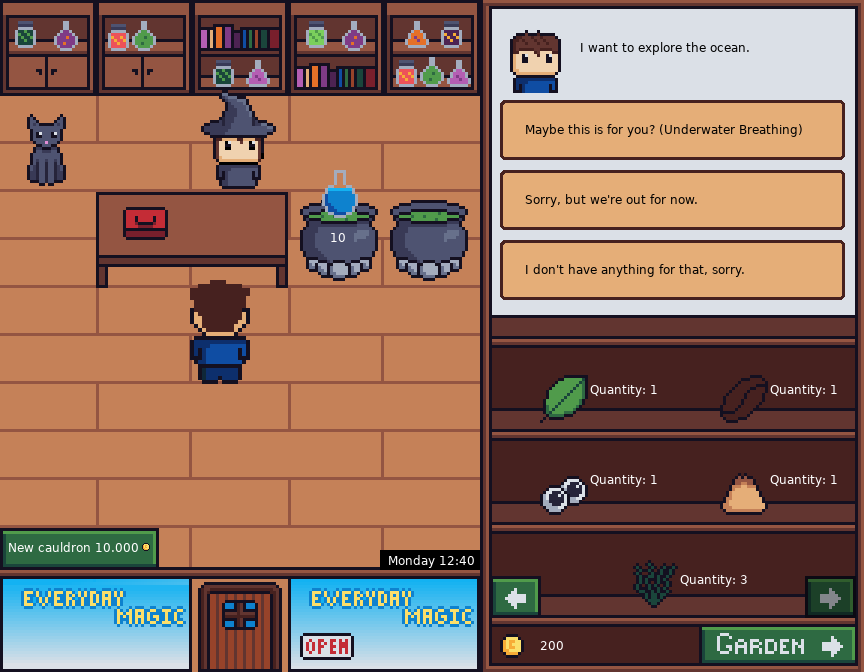 I want to explore the ocean.
Maybe this is for you? (Underwater Breathing)
Sorry, but we're out for now.
I don't have anything for that, sorry.
10
Quantity: 1
Quantity: 1
Quantity: 1
Quantity: 1
Quantity: 3
New cauldron 10.000
Monday 12:40
EVERYDAY
MAGIC
EVERYDAY
MAGIC
OPEN
200
GARDEN